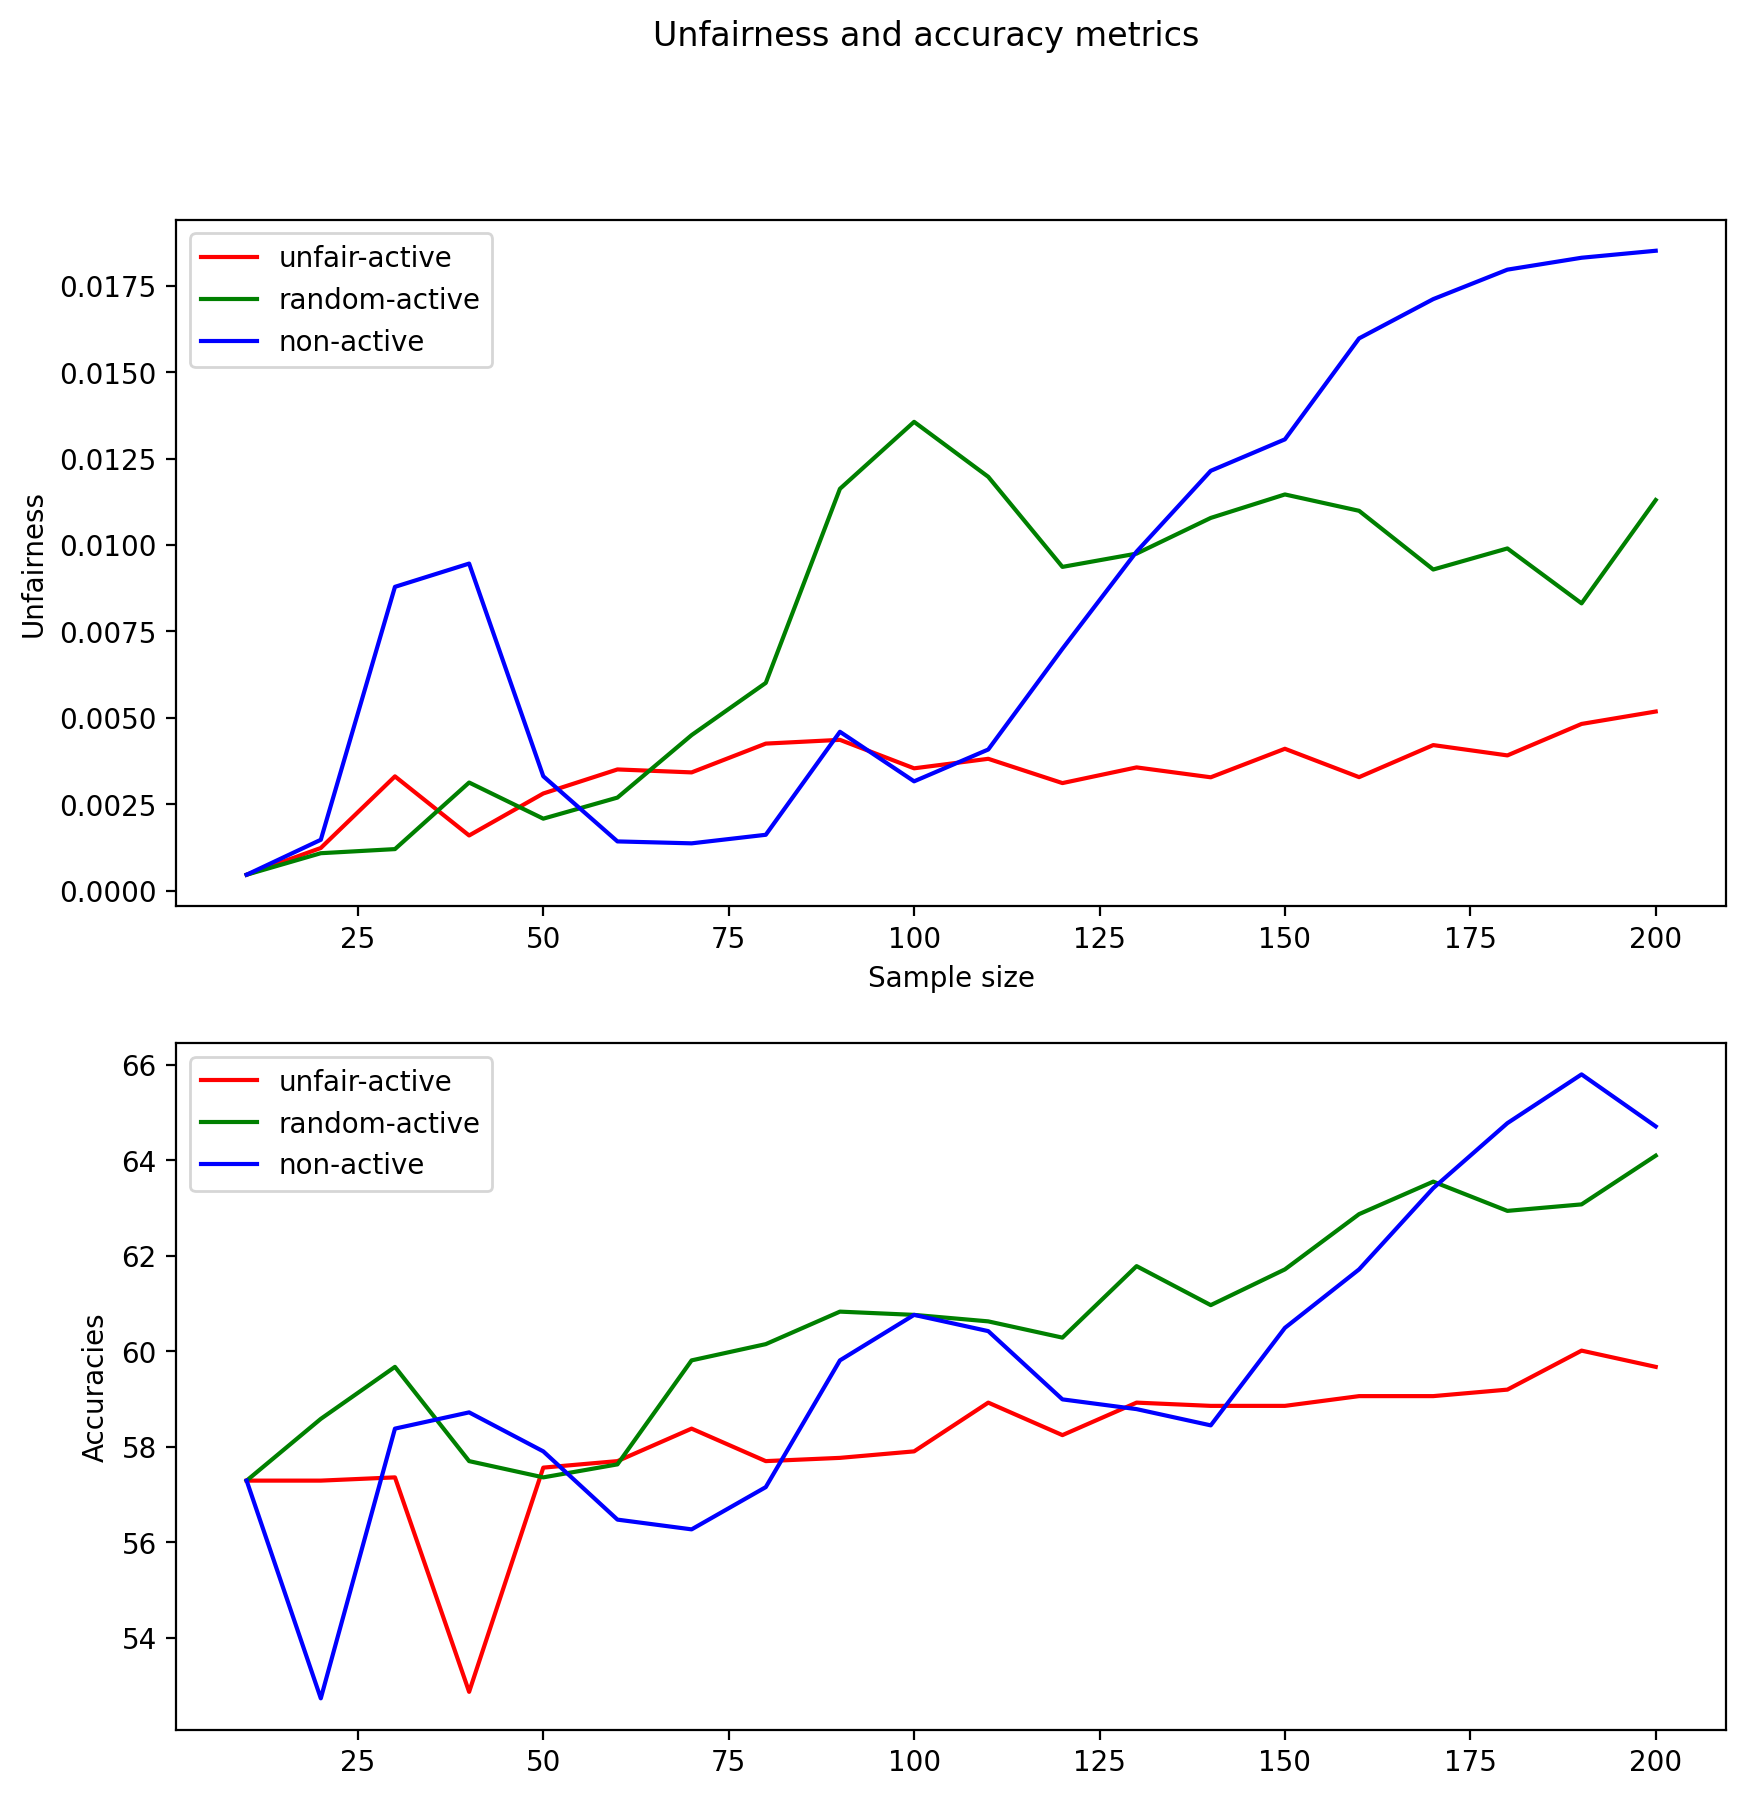 Unfairness and accuracy metrics
unfair-active
random-active
non-active
0.0175
0.0150
0.0125
0.0100
0.0075
0.0050
0.0025
0.0000
Unfairness
25 50 75 100 125 150 175 200
Sample size
unfair-active
random-active
non-active
66
64
62
60
58
56
54
Accuracies
25 50 75 100 125 150 175 200